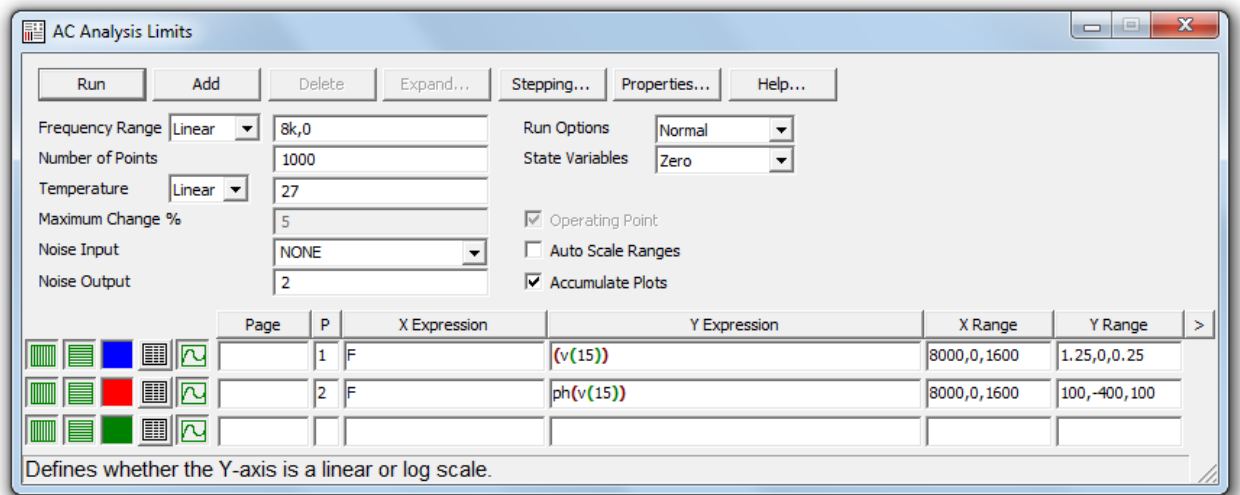 AC Analysis Limits
Run Add Delete Expand... Stepping... Properties... Help...
Frequency Range Linear 8k,0 Run Options Normal
Number of Points 1000 State Variables Zero
Temperature Linear 27
Maximum Change % 5 Operating Point
Noise Input NONE Auto Scale Ranges
Noise Output 2 Accumulate Plots
Page P X Expression Y Expression X Range Y Range >
1 F (v(15)) 8000,0,1600 1.25,0,0.25
2 F ph(v(15)) 8000,0,1600 100,-400,100
Defines whether the Y-axis is a linear or log scale.